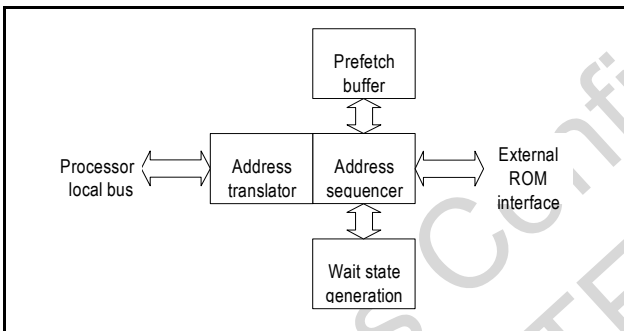 Prefetch
buffer
Processor
local bus
Address
translator
Address
sequencer
External
ROM
interface
Wait state
generation